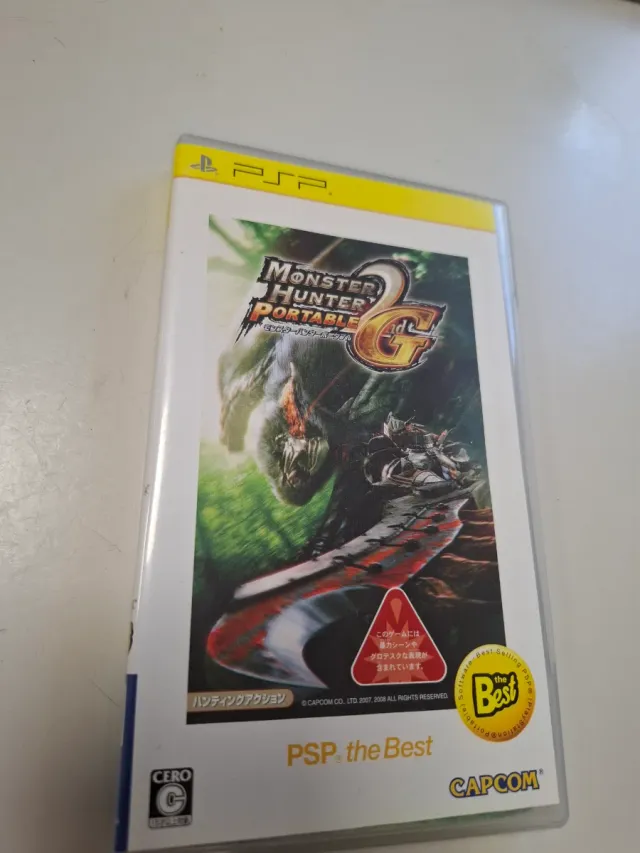 PSP
MONSTER
HUNTER
PORTABLE 2nd
G
モンスターハンターポータブル
このゲームには
暴力シーンや
グロテスクな表現が
含まれています。
ハンティングアクション
© CAPCOM CO., LTD. 2007, 2008 ALL RIGHTS RESERVED.
the
Best
PSP® the Best
CERO
C
CAPCOM®